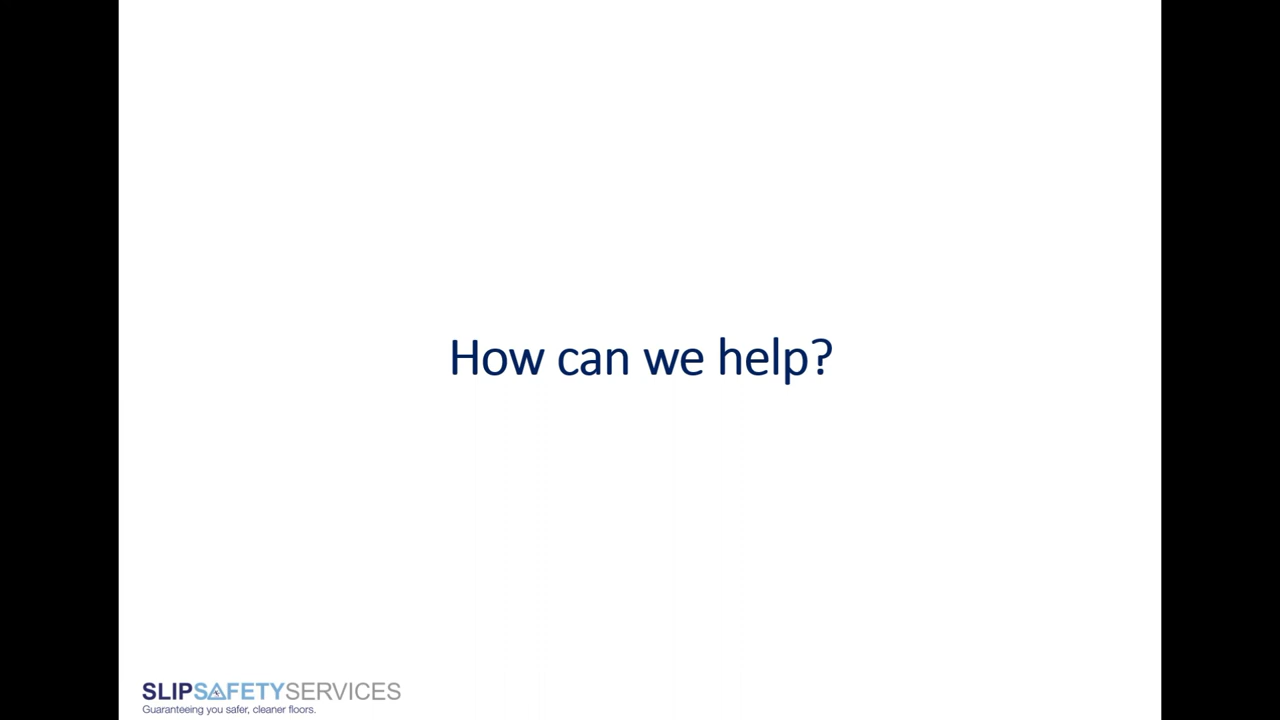 How can we help?
SLIPSAFETYSERVICES
Guaranteeing you safer, cleaner floors.